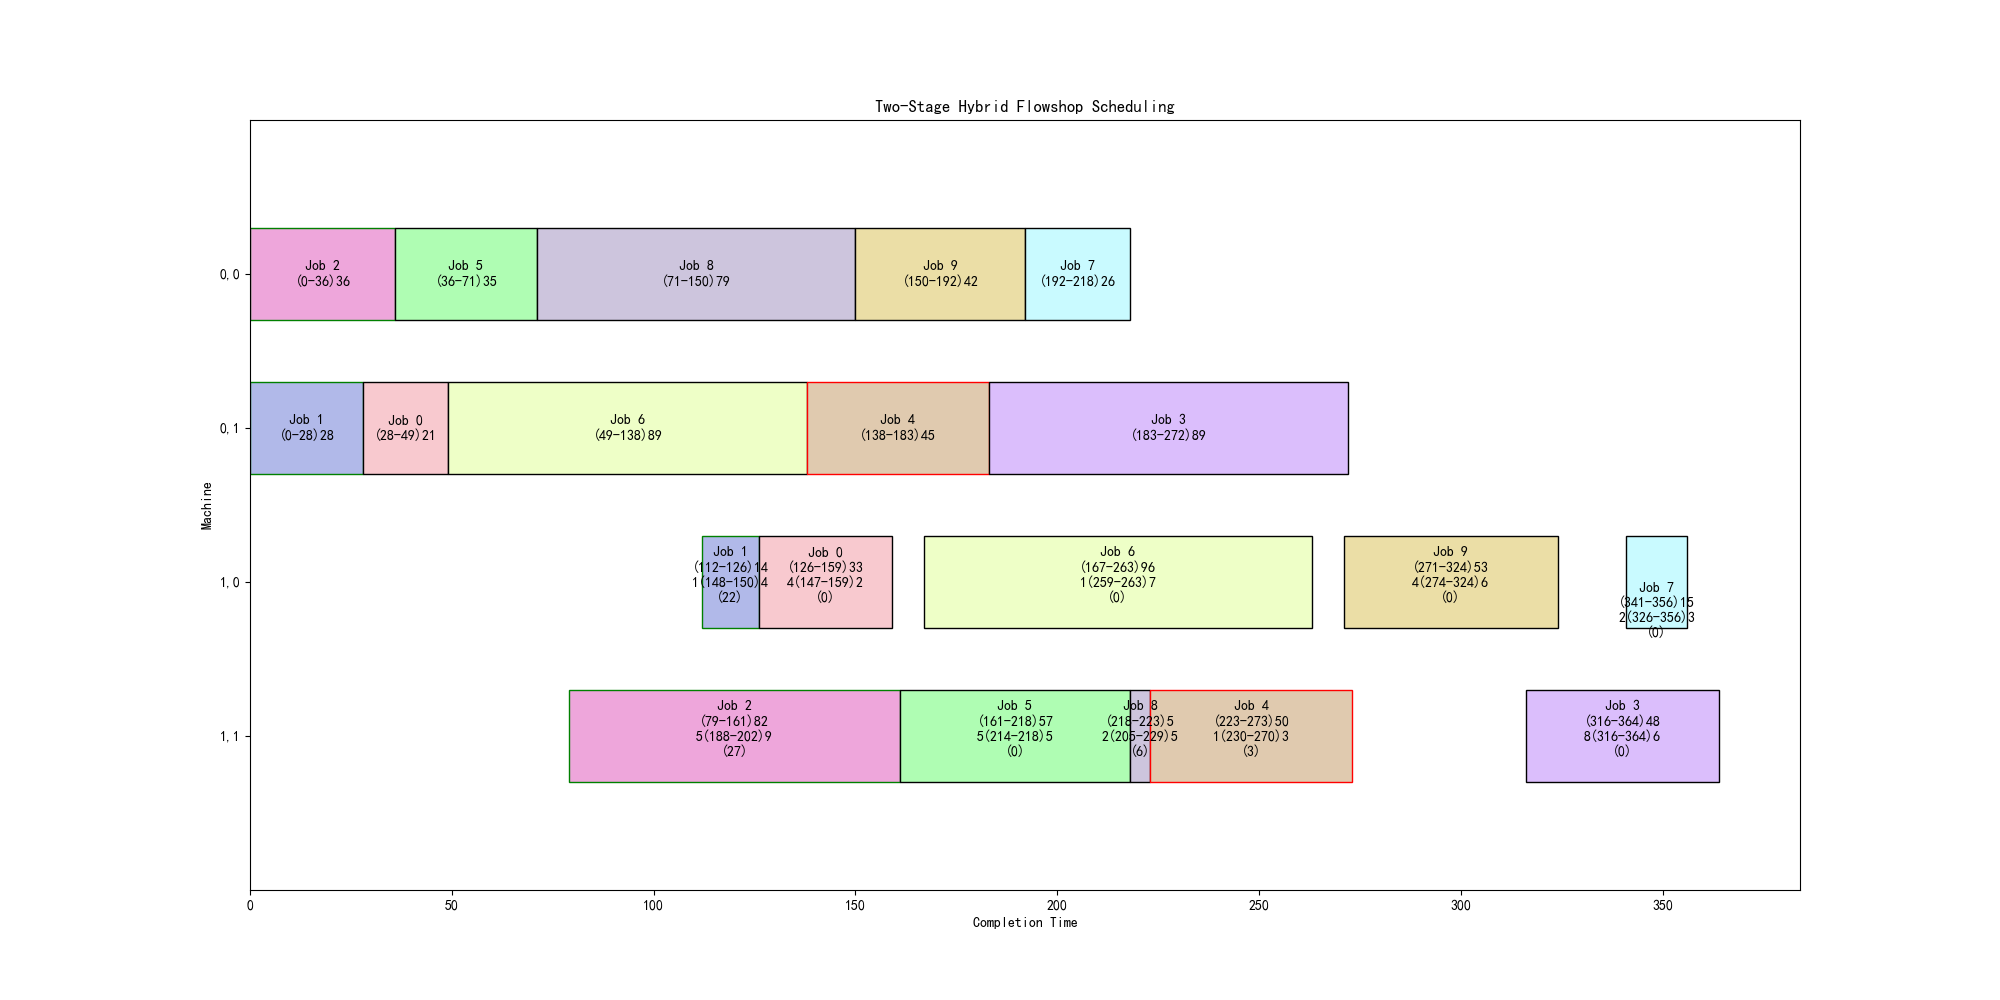 Two-Stage Hybrid Flowshop Scheduling
Machine
0,0
Job 2
(0-36)36
Job 5
(36-71)35
Job 8
(71-150)79
Job 9
(150-192)42
Job 7
(192-218)26
0,1
Job 1
(0-28)28
Job 0
(28-49)21
Job 6
(49-138)89
Job 4
(138-183)45
Job 3
(183-272)89
1,0
Job 1
(112-126)14
1(148-150)4
(22)
Job 0
(126-159)33
4(147-159)2
(0)
Job 6
(167-263)96
1(259-263)7
(0)
Job 9
(271-324)53
4(274-324)6
(0)
Job 7
(341-356)15
2(326-356)3
(0)
1,1
Job 2
(79-161)82
5(188-202)9
(27)
Job 5
(161-218)57
5(214-218)5
(0)
Job 8
(218-223)5
2(205-229)5
(6)
Job 4
(223-273)50
1(230-270)3
(3)
Job 3
(316-364)48
8(316-364)6
(0)
0 50 100 150 200 250 300 350
Completion Time